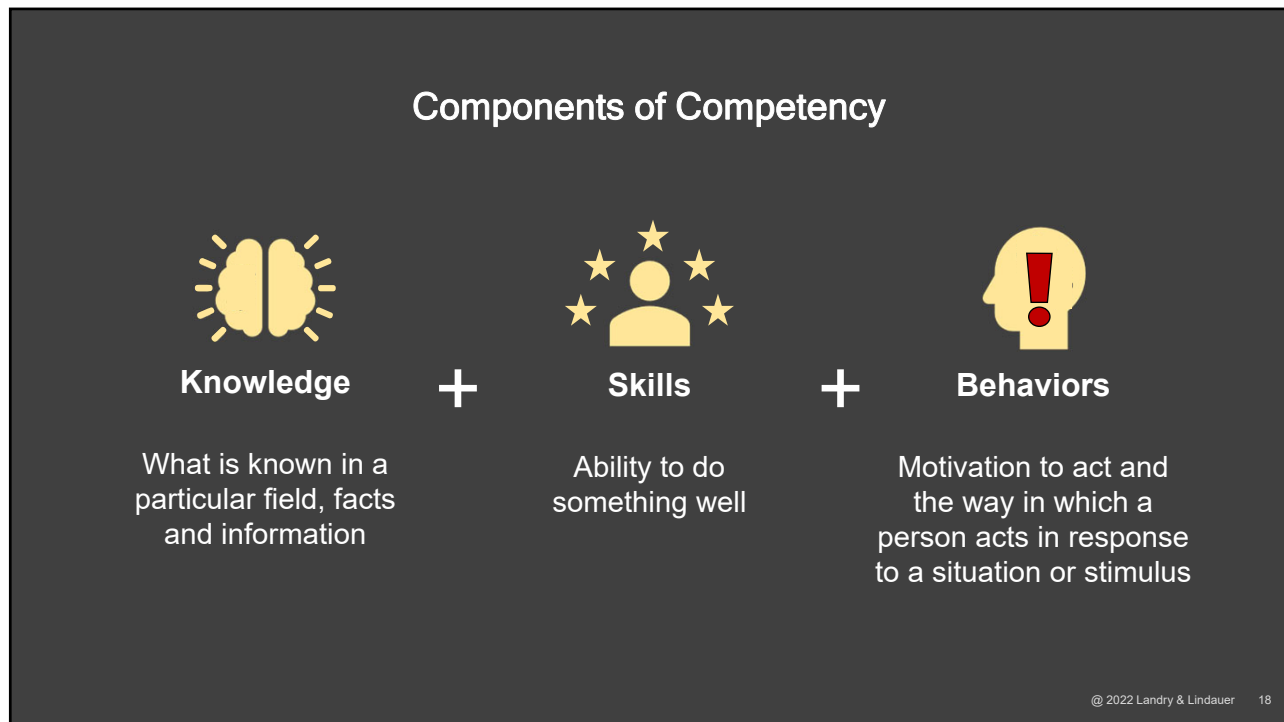 Components of Competency
Knowledge
+
Skills
+
Behaviors
What is known in a
particular field, facts
and information
Ability to do
something well
Motivation to act and
the way in which a
person acts in response
to a situation or stimulus
@ 2022 Landry & Lindauer 18